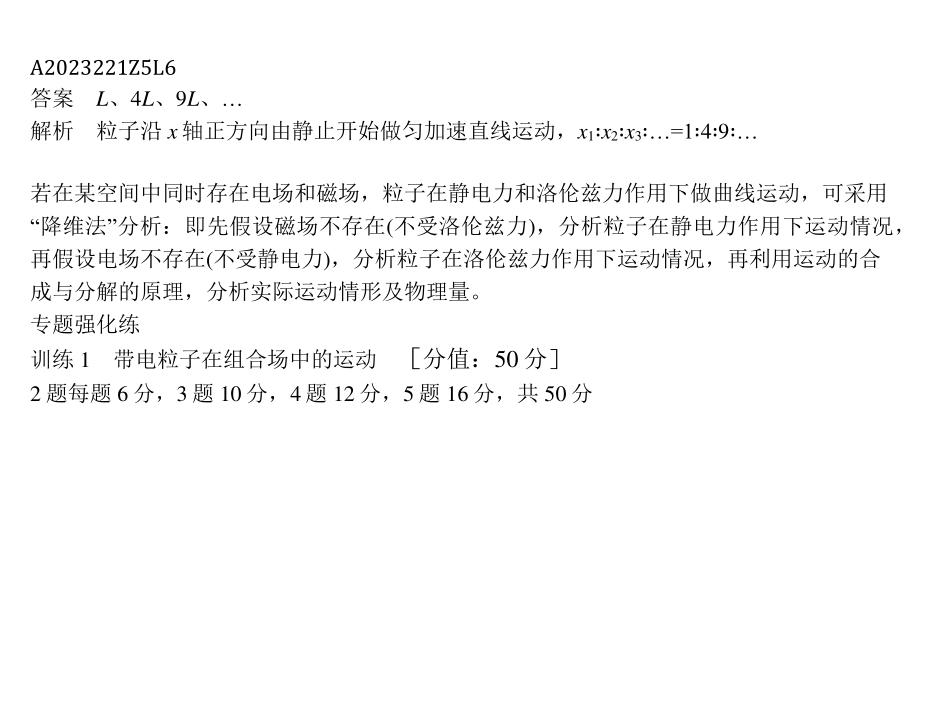 A2023221Z5L6
答案　L、4L、9L、…
解析　粒子沿 x 轴正方向由静止开始做匀加速直线运动，x₁∶x₂∶x₃∶…=1∶4∶9∶…
若在某空间中同时存在电场和磁场，粒子在静电力和洛伦兹力作用下做曲线运动，可采用
“降维法”分析：即先假设磁场不存在(不受洛伦兹力)，分析粒子在静电力作用下运动情况，
再假设电场不存在(不受静电力)，分析粒子在洛伦兹力作用下运动情况，再利用运动的合
成与分解的原理，分析实际运动情形及物理量。
专题强化练
训练 1　带电粒子在组合场中的运动　［分值：50 分］
2 题每题 6 分，3 题 10 分，4 题 12 分，5 题 16 分，共 50 分